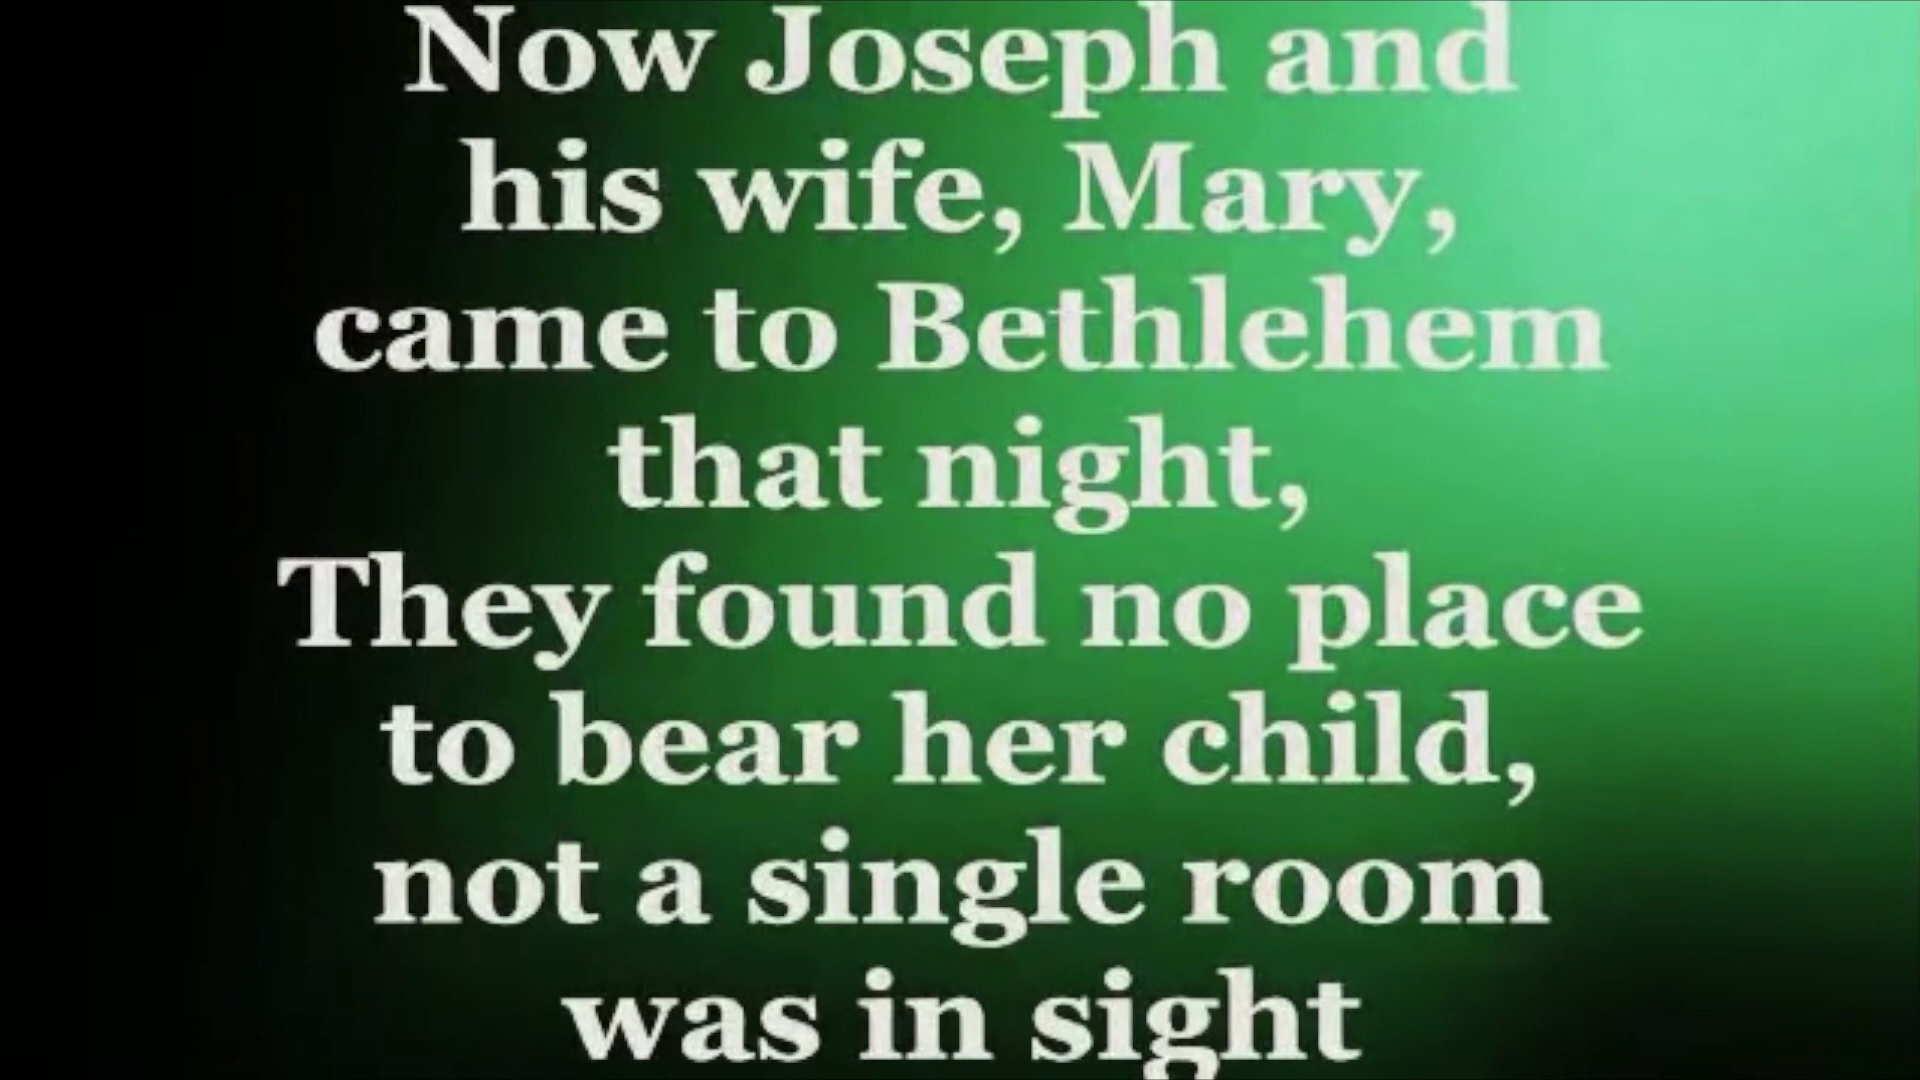 Now Joseph and
his wife, Mary,
came to Bethlehem
that night,
They found no place
to bear her child,
not a single room
was in sight